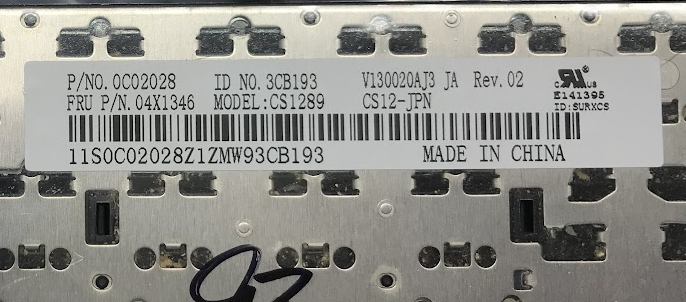 P/NO.0C02028 ID NO.3CB193 V130020AJ3 JA Rev.02
FRU P/N.04X1346 MODEL:CS1289 CS12-JPN
C US
E141395
ID:SURXCS
11S0C02028Z1ZMW93CB193 MADE IN CHINA